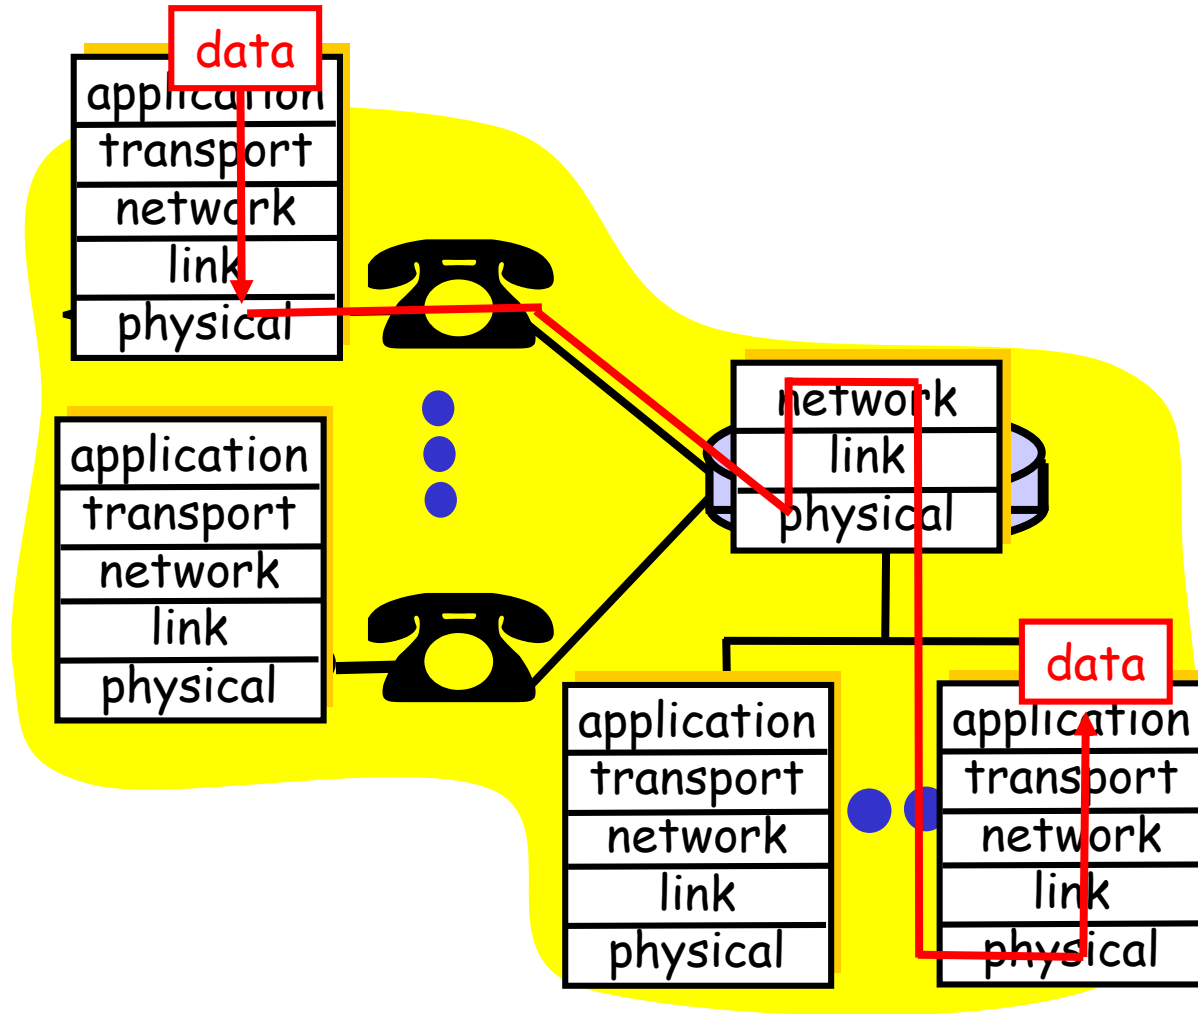 data
application
transport
network
link
physical
application
transport
network
link
physical
network
link
physical
application
transport
network
link
physical
data
application
transport
network
link
physical